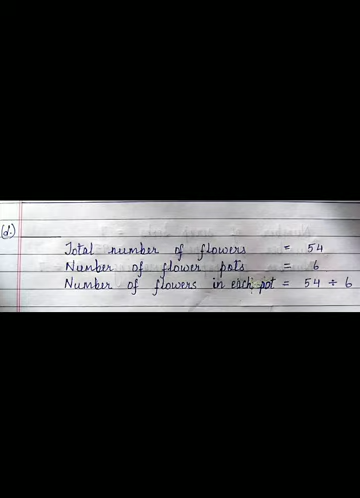 (d.)
Total number of flowers = 54
Number of flower pots = 6
Number of flowers in each pot = 54 ÷ 6